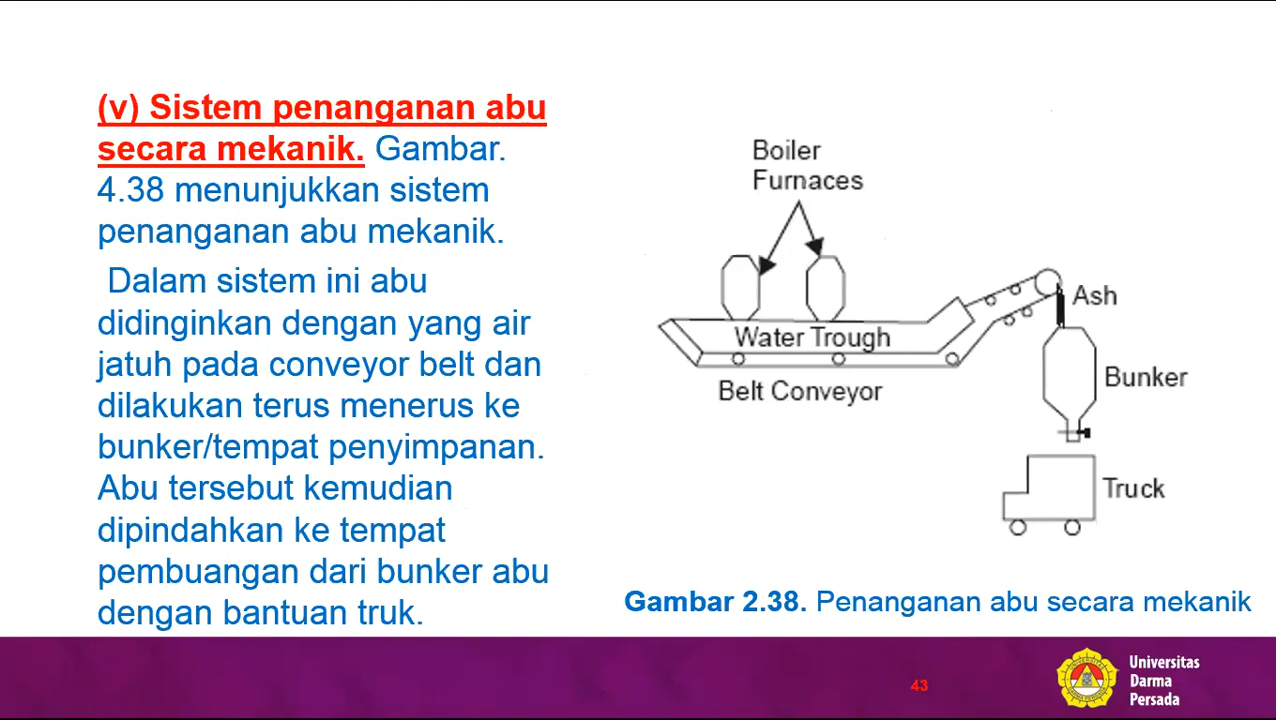 (v) Sistem penanganan abu
secara mekanik. Gambar.
4.38 menunjukkan sistem
penanganan abu mekanik.
Dalam sistem ini abu
didinginkan dengan yang air
jatuh pada conveyor belt dan
dilakukan terus menerus ke
bunker/tempat penyimpanan.
Abu tersebut kemudian
dipindahkan ke tempat
pembuangan dari bunker abu
dengan bantuan truk.
Boiler
Furnaces
Water Trough
Belt Conveyor
Ash
Bunker
Truck
Gambar 2.38. Penanganan abu secara mekanik
43
Universitas
Darma
Persada